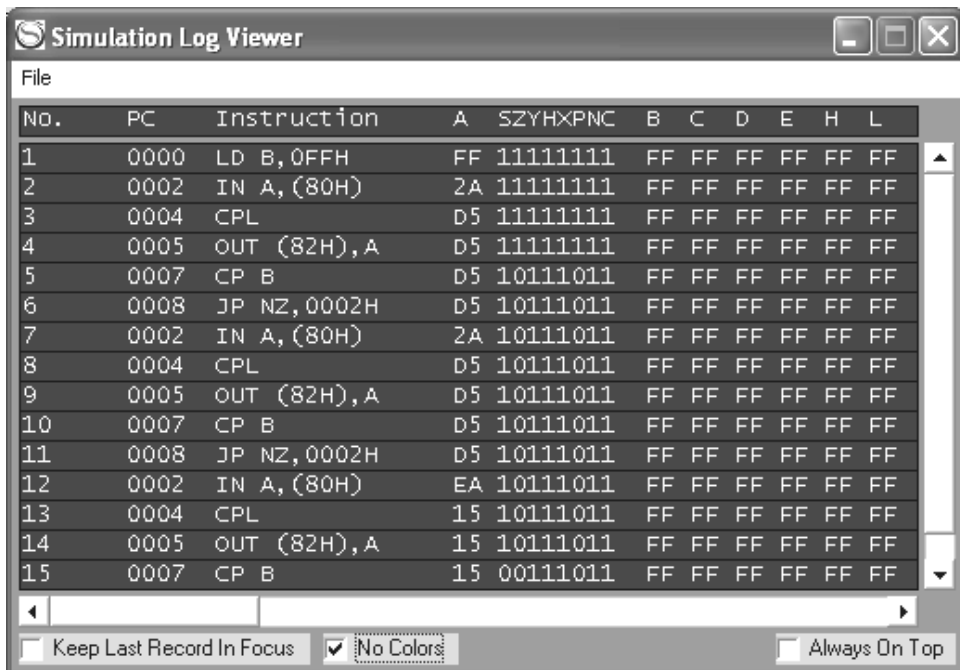 Simulation Log Viewer
File
No. PC Instruction A SZYHXPNC B C D E H L
1 0000 LD B,0FFH FF 11111111 FF FF FF FF FF FF
2 0002 IN A,(80H) 2A 11111111 FF FF FF FF FF FF
3 0004 CPL D5 11111111 FF FF FF FF FF FF
4 0005 OUT (82H),A D5 11111111 FF FF FF FF FF FF
5 0007 CP B D5 10111011 FF FF FF FF FF FF
6 0008 JP NZ,0002H D5 10111011 FF FF FF FF FF FF
7 0002 IN A,(80H) 2A 10111011 FF FF FF FF FF FF
8 0004 CPL D5 10111011 FF FF FF FF FF FF
9 0005 OUT (82H),A D5 10111011 FF FF FF FF FF FF
10 0007 CP B D5 10111011 FF FF FF FF FF FF
11 0008 JP NZ,0002H D5 10111011 FF FF FF FF FF FF
12 0002 IN A,(80H) EA 10111011 FF FF FF FF FF FF
13 0004 CPL 15 10111011 FF FF FF FF FF FF
14 0005 OUT (82H),A 15 10111011 FF FF FF FF FF FF
15 0007 CP B 15 00111011 FF FF FF FF FF FF
Keep Last Record In Focus No Colors Always On Top